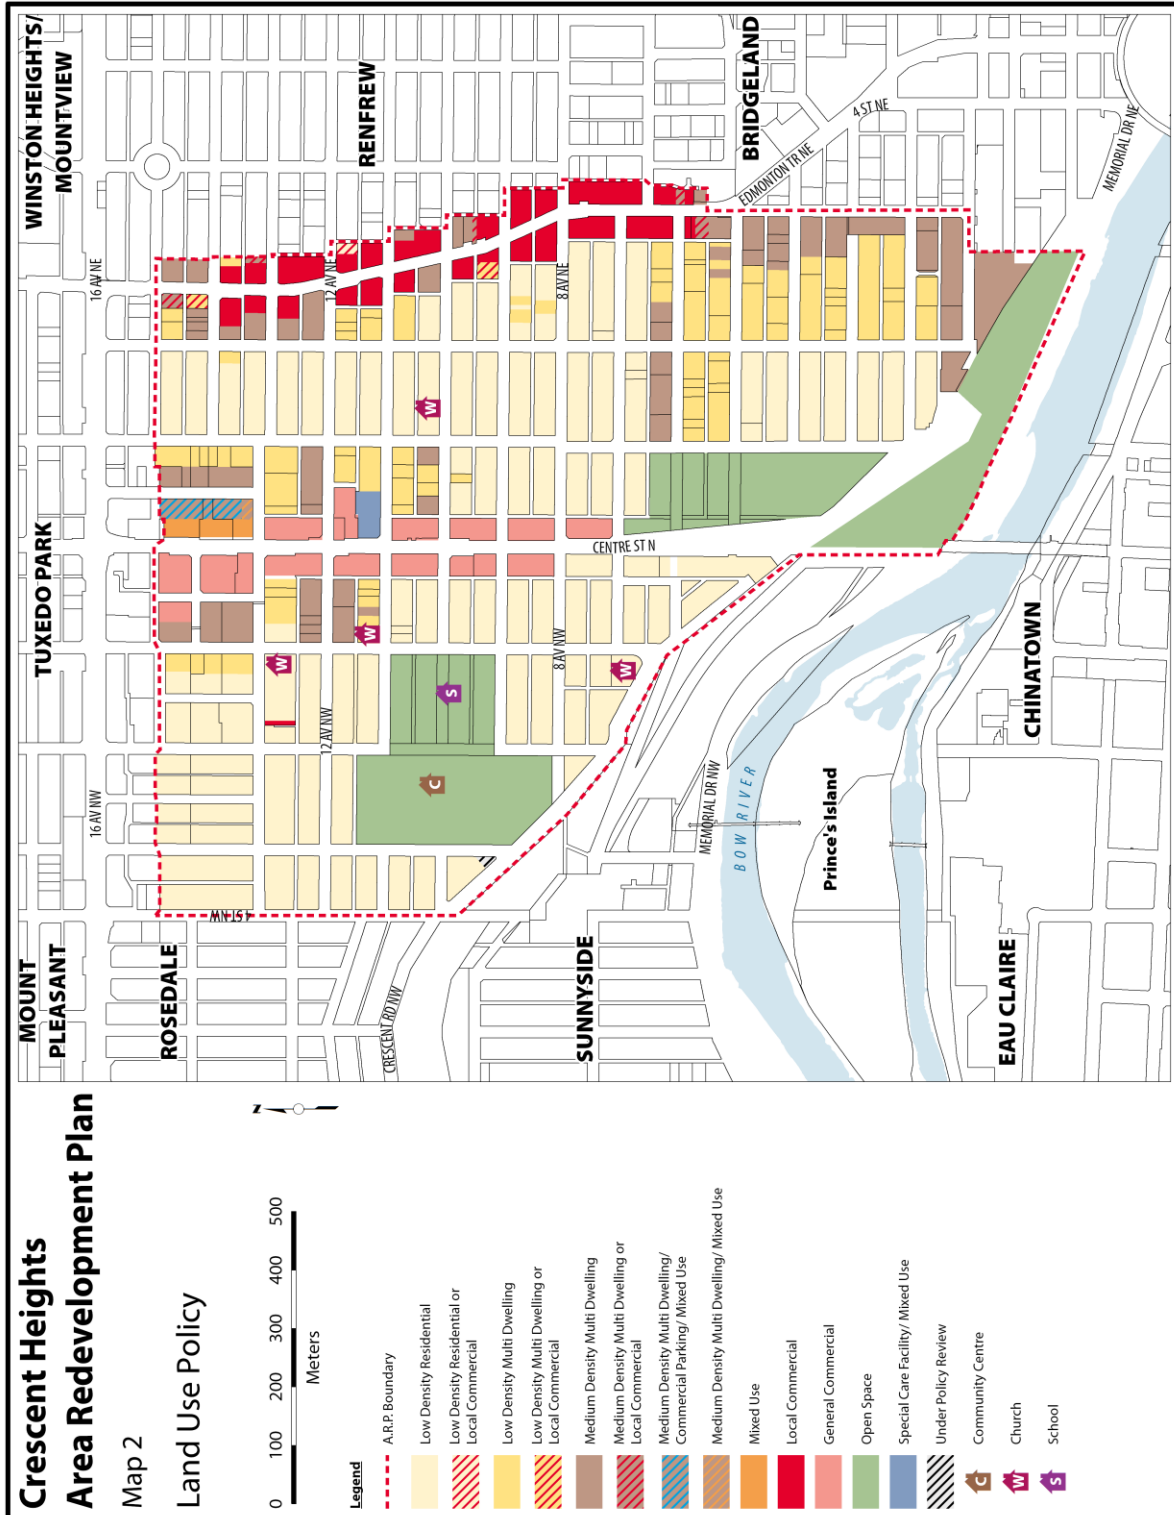 Crescent Heights
Area Redevelopment Plan
Map 2
Land Use Policy
N
0 100 200 300 400 500
Meters
Legend
A.R.P. Boundary
Low Density Residential
Low Density Residential or
Local Commercial
Low Density Multi Dwelling
Low Density Multi Dwelling or
Local Commercial
Medium Density Multi Dwelling
Medium Density Multi Dwelling or
Local Commercial
Medium Density Multi Dwelling/
Commercial Parking/ Mixed Use
Medium Density Multi Dwelling/ Mixed Use
Mixed Use
Local Commercial
General Commercial
Open Space
Special Care Facility/ Mixed Use
Under Policy Review
C Community Centre
W Church
S School
MOUNT
PLEASANT
TUXEDO PARK
WINSTON HEIGHTS/
MOUNTVIEW
16 AV NW
16 AV NE
ROSEDALE
4 ST NW
W
12 AV NW
12 AV NE
RENFREW
W
CRESCENT RD NW
C
S
W
8 AV NW
8 AV NE
SUNNYSIDE
W
CENTRE ST N
MEMORIAL DR NW
BOW RIVER
EDMONTON TR NE
BRIDGELAND
4 ST NE
Prince's Island
EAU CLAIRE
CHINATOWN
MEMORIAL DR NE